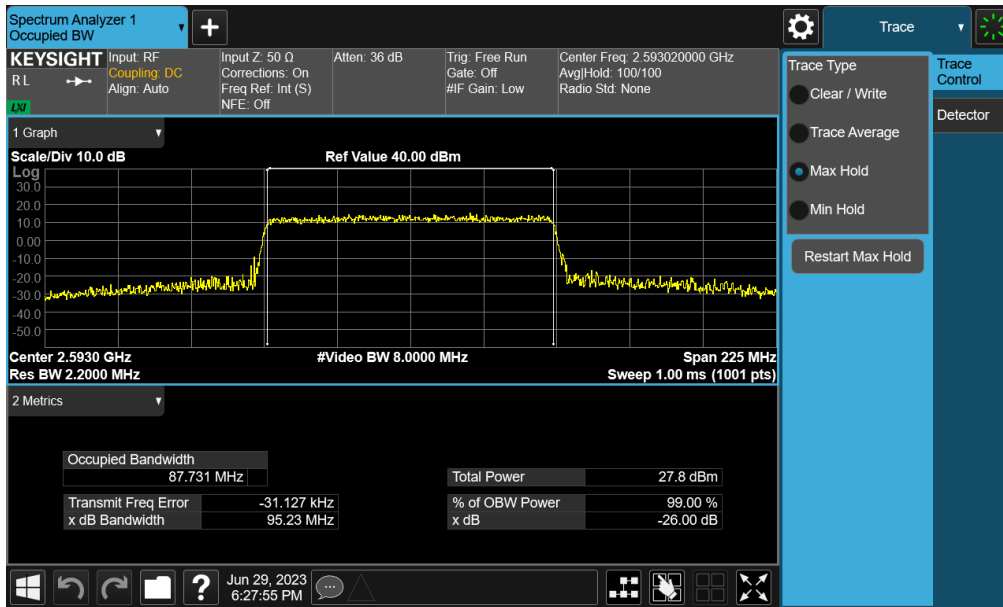 Spectrum Analyzer 1
Occupied BW
+
Trace
KEYSIGHT
R L
LXI
Input: RF
Coupling: DC
Align: Auto
Input Z: 50 Ω
Corrections: On
Freq Ref: Int (S)
NFE: Off
Atten: 36 dB
Trig: Free Run
Gate: Off
#IF Gain: Low
Center Freq: 2.593020000 GHz
Avg|Hold: 100/100
Radio Std: None
Trace Type
Clear / Write
Trace Average
Max Hold
Min Hold
Restart Max Hold
Trace
Control
Detector
1 Graph
Scale/Div 10.0 dB
Ref Value 40.00 dBm
Log
30.0
20.0
10.0
0.00
-10.0
-20.0
-30.0
-40.0
-50.0
Center 2.5930 GHz
#Video BW 8.0000 MHz
Span 225 MHz
Res BW 2.2000 MHz
Sweep 1.00 ms (1001 pts)
2 Metrics
Occupied Bandwidth
87.731 MHz
Total Power 27.8 dBm
Transmit Freq Error -31.127 kHz
% of OBW Power 99.00 %
x dB Bandwidth 95.23 MHz
x dB -26.00 dB
?
Jun 29, 2023
6:27:55 PM